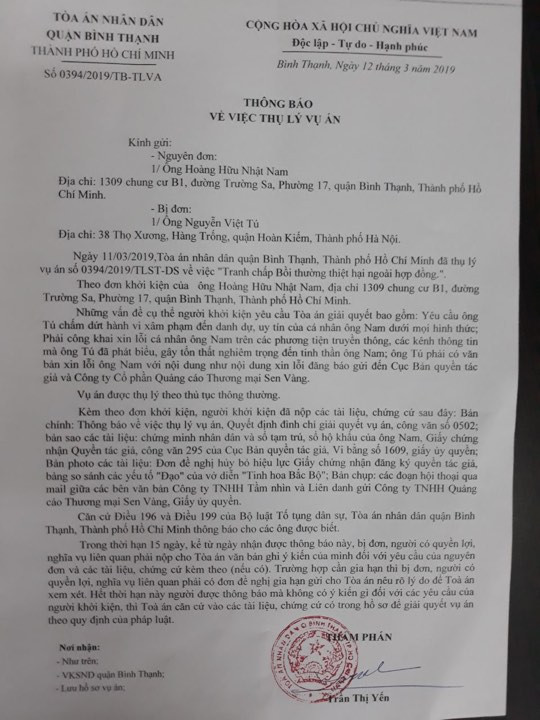 TÒA ÁN NHÂN DÂN
QUẬN BÌNH THẠNH
THÀNH PHỐ HỒ CHÍ MINH
Số 0394/2019/TB-TLVA
CỘNG HÒA XÃ HỘI CHỦ NGHĨA VIỆT NAM
Độc lập - Tự do - Hạnh phúc
Bình Thạnh, Ngày 12 tháng 3 năm 2019
THÔNG BÁO
VỀ VIỆC THỤ LÝ VỤ ÁN
Kính gửi:
- Nguyên đơn:
1/ Ông Hoàng Hữu Nhật Nam
Địa chỉ: 1309 chung cư B1, đường Trường Sa, Phường 17, quận Bình Thạnh, Thành phố Hồ
Chí Minh.
- Bị đơn:
1/ Ông Nguyễn Việt Tú
Địa chỉ: 38 Thọ Xương, Hàng Trống, quận Hoàn Kiếm, Thành phố Hà Nội.
Ngày 11/03/2019,Tòa án nhân dân quận Bình Thạnh, Thành phố Hồ Chí Minh đã thụ lý
vụ án số 0394/2019/TLST-DS về việc "Tranh chấp Bồi thường thiệt hại ngoài hợp đồng.".
Theo đơn khởi kiện của ông Hoàng Hữu Nhật Nam, địa chỉ 1309 chung cư B1, đường
Trường Sa, Phường 17, quận Bình Thạnh, Thành phố Hồ Chí Minh.
Những vấn đề cụ thể người khởi kiện yêu cầu Tòa án giải quyết bao gồm: Yêu cầu ông
Tú chấm dứt hành vi xâm phạm đến danh dự, uy tín của cá nhân ông Nam dưới mọi hình thức;
Phải công khai xin lỗi cá nhân ông Nam trên các phương tiện truyền thông, các kênh thông tin
mà ông Tú đã phát biểu, gây tổn thất nghiêm trọng đến tinh thần ông Nam; ông Tú phải có văn
bản xin lỗi ông Nam với nội dung như nội dung xin lỗi đăng báo gửi đến Cục Bản quyền tác
giả và Công ty Cổ phần Quảng cáo Thương mại Sen Vàng.
Vụ án được thụ lý theo thủ tục thông thường.
Kèm theo đơn khởi kiện, người khởi kiện đã nộp các tài liệu, chứng cứ sau đây: Bản
chính: Thông báo về việc thụ lý vụ án, Quyết định đình chỉ giải quyết vụ án, công văn số 0502;
bản sao các tài liệu: chứng minh nhân dân và sổ tạm trú, sổ hộ khẩu của ông Nam, Giấy chứng
nhận Quyền tác giả, công văn 295 của Cục Bản quyền tác giả, Vi bằng số 1609, giấy ủy quyền;
Bản photo các tài liệu: Đơn đề nghị hủy bỏ hiệu lực Giấy chứng nhận đăng ký quyền tác giả,
bảng so sánh các yếu tố "Đạo" của vở diễn "Tinh hoa Bắc Bộ"; Bản chụp: các đoạn hội thoại qua
mail giữa các bên văn bản Công ty TNHH Tầm nhìn và Liên danh gửi Công ty TNHH Quảng
cáo Thương mại Sen Vàng, Giấy ủy quyền.
Căn cứ Điều 196 và Điều 199 của Bộ luật Tố tụng dân sự, Tòa án nhân dân quận Bình
Thạnh, Thành phố Hồ Chí Minh thông báo cho các ông được biết.
Trong thời hạn 15 ngày, kể từ ngày nhận được thông báo này, bị đơn, người có quyền lợi,
nghĩa vụ liên quan phải nộp cho Tòa án văn bản ghi ý kiến của mình đối với yêu cầu của nguyên
đơn và các tài liệu, chứng cứ kèm theo (nếu có). Trường hợp cần gia hạn thì bị đơn, người có
quyền lợi, nghĩa vụ liên quan phải có đơn đề nghị gia hạn gửi cho Tòa án nêu rõ lý do để Tòa án
xem xét. Hết thời hạn này người được thông báo mà không có ý kiến gì đối với các yêu cầu của
người khởi kiện, thì Toà án căn cứ vào các tài liệu, chứng cứ có trong hồ sơ để giải quyết vụ án
theo quy định của pháp luật.
THẨM PHÁN
Nơi nhận:
- Như trên;
- VKSND quận Bình Thạnh;
- Lưu hồ sơ vụ án;
Trần Thị Yến